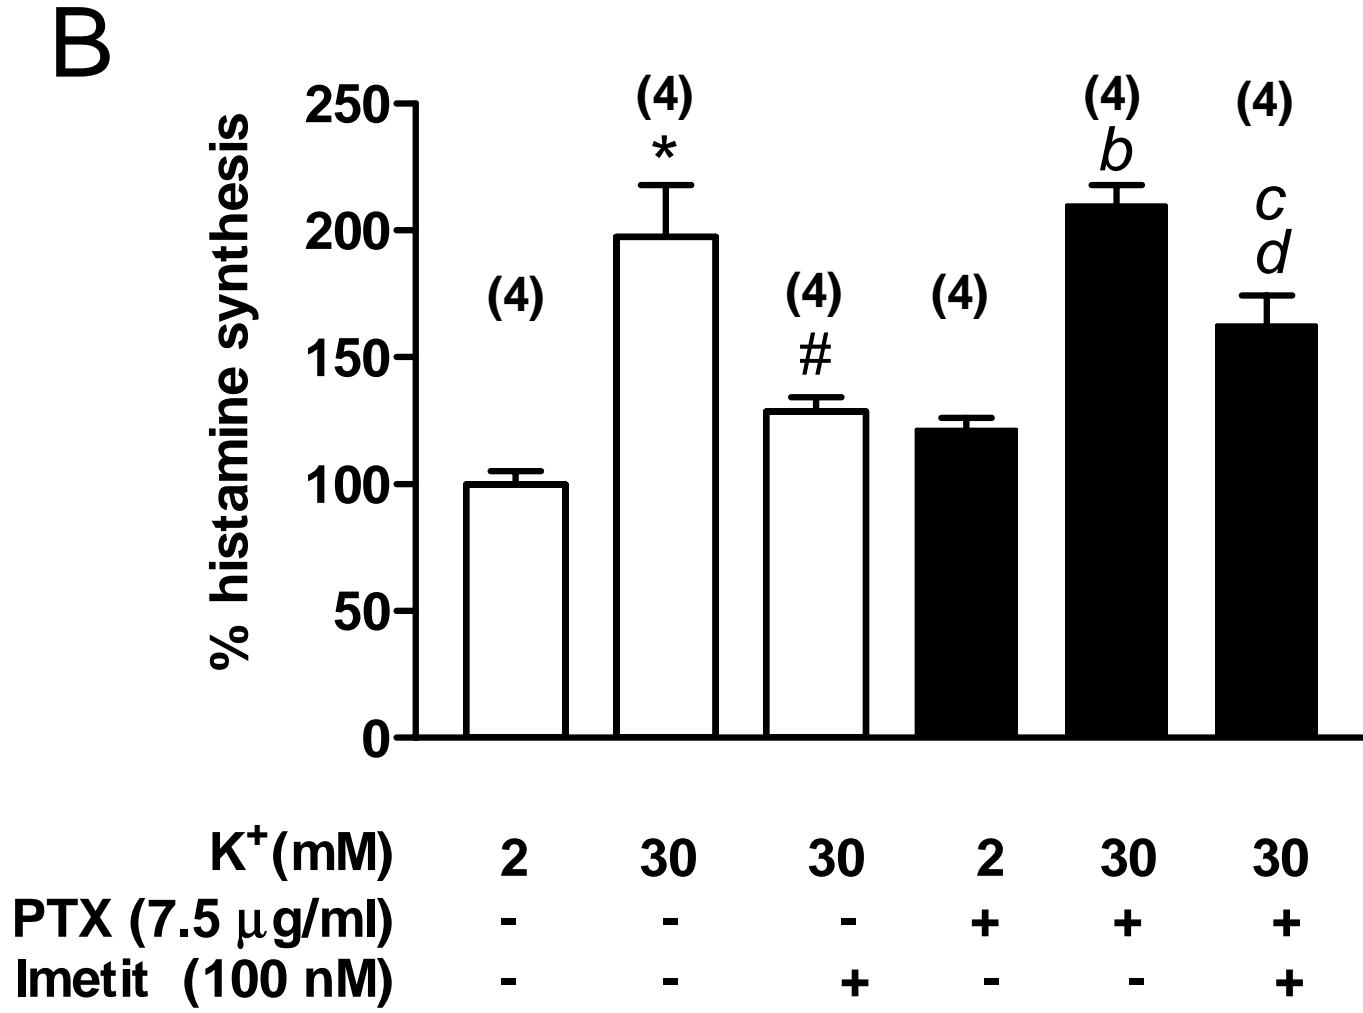 B
% histamine synthesis
250
200
150
100
50
0
(4)
(4)
*
(4)
#
(4)
(4)
b
(4)
c
d
K⁺(mM) 2 30 30 2 30 30
PTX (7.5 µg/ml) - - - + + +
Imetit (100 nM) - - + - - +